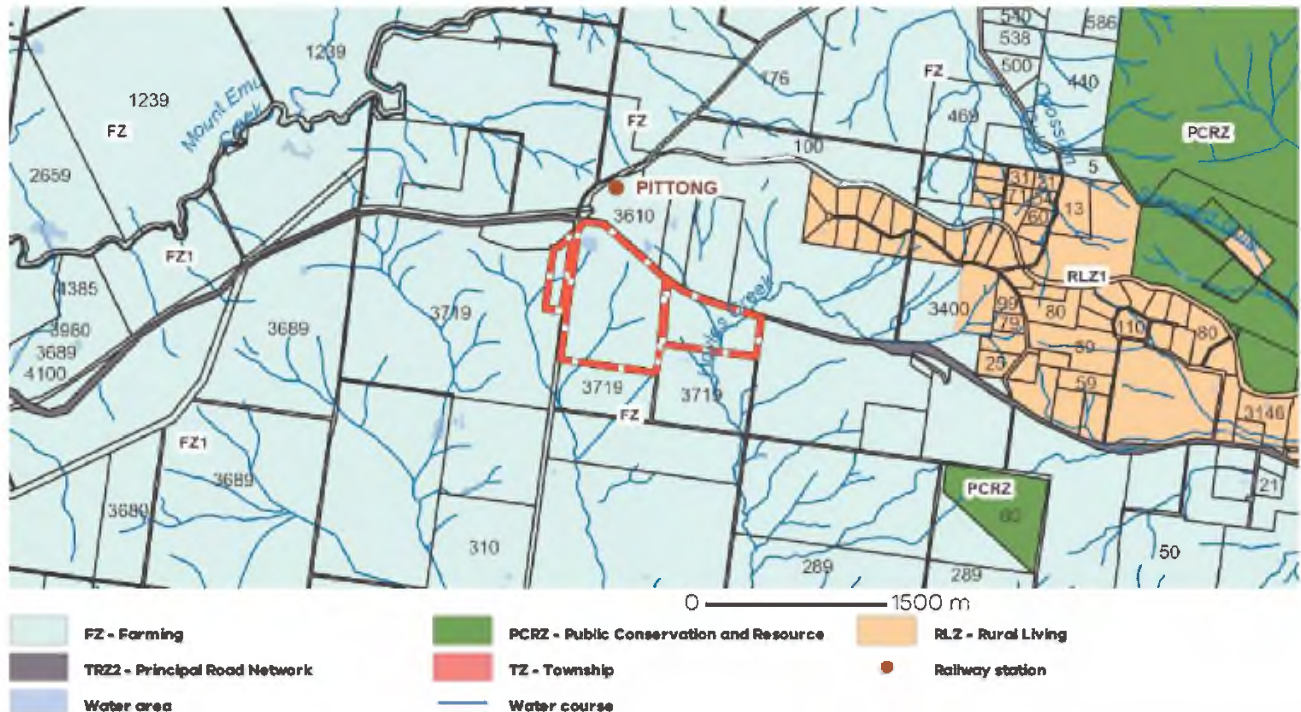 540
586
538
1239
500
176
FZ
440
1239
FZ
Mount Emu
Creek
FZ
469
PCRZ
100
5
2659
PITTONG
31
3610
60
13
FZ1
RLZ1
4385
3719
3400
99
80
79
110
80
3980
3689
39
3689
25
4100
59
3719
3719
FZ
3146
FZ1
3689
PCRZ
21
3689
60
310
50
289
289
0 1500 m
FZ - Farming
PCRZ - Public Conservation and Resource
RLZ - Rural Living
TRZ2 - Principal Road Network
TZ - Township
Railway station
Water area
Water course